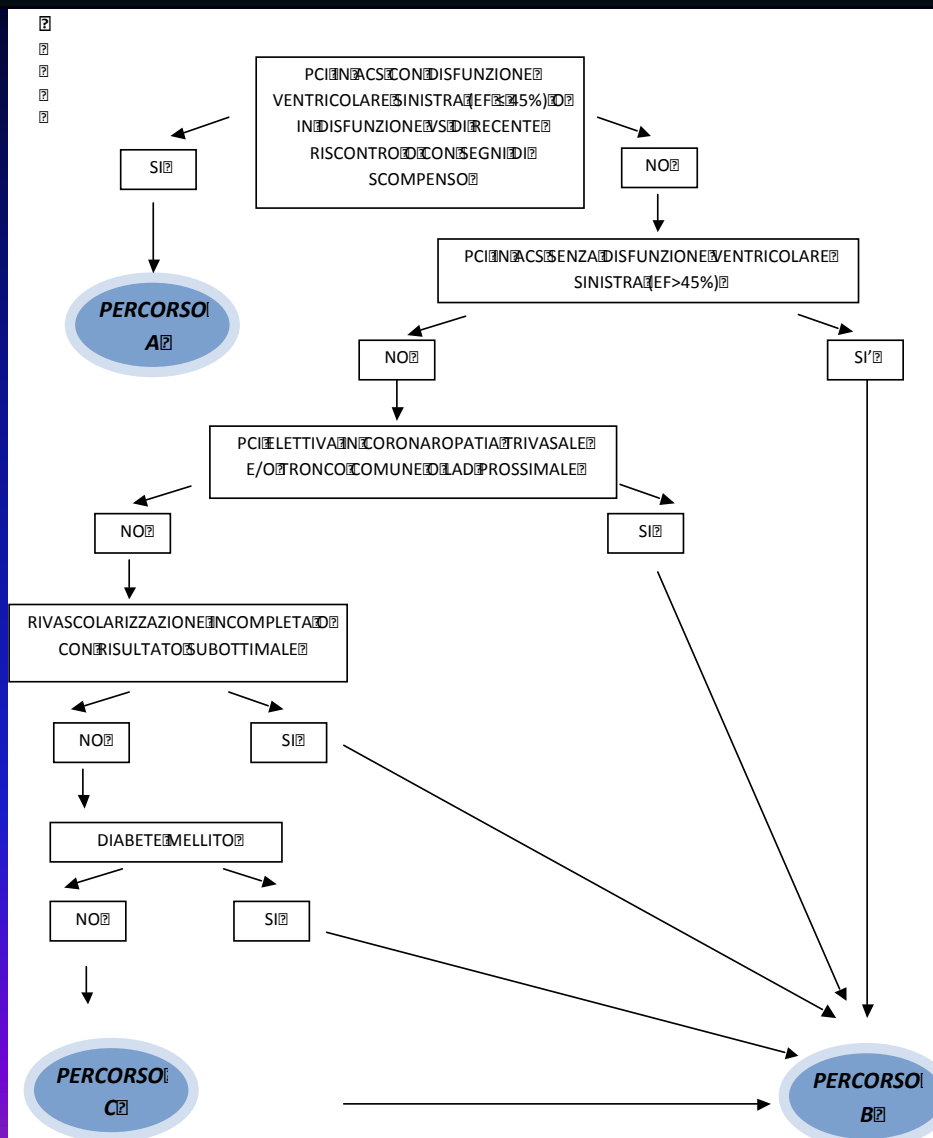 PCI IN ACS CON DISFUNZIONE
VENTRICOLARE SINISTRA (EF ≤ 45%) O
IN DISFUNZIONE VS DI RECENTE
RISCONTRO O CON SEGNI DI
SCOMPENSO
SI
NO
PCI IN ACS SENZA DISFUNZIONE VENTRICOLARE
SINISTRA (EF>45%)
PERCORSO
A
NO
SI'
PCI ELETTIVA IN CORONAROPATIA TRIVASALE
E/O TRONCO COMUNE O LAD PROSSIMALE
NO
SI
RIVASCOLARIZZAZIONE INCOMPLETA O
CON RISULTATO SUBOTTIMALE
NO
SI
DIABETE MELLITO
NO
SI
PERCORSO
C
PERCORSO
B